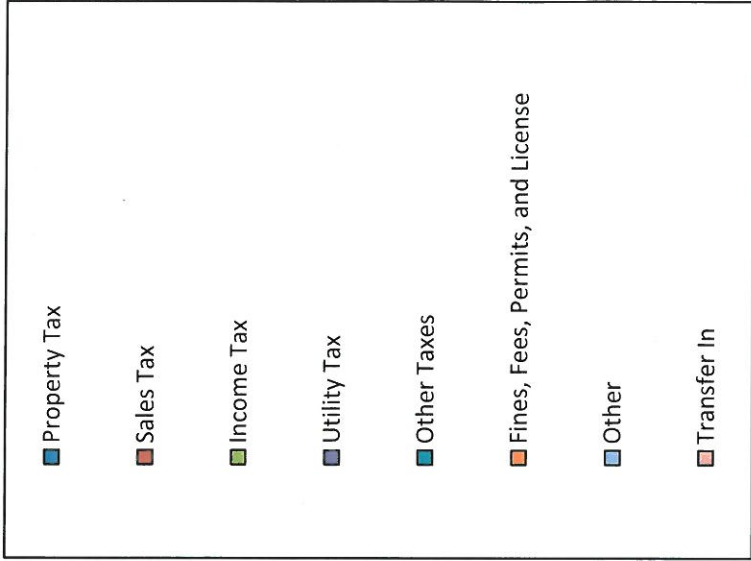 Property Tax
Sales Tax
Income Tax
Utility Tax
Other Taxes
Fines, Fees, Permits, and License
Other
Transfer In